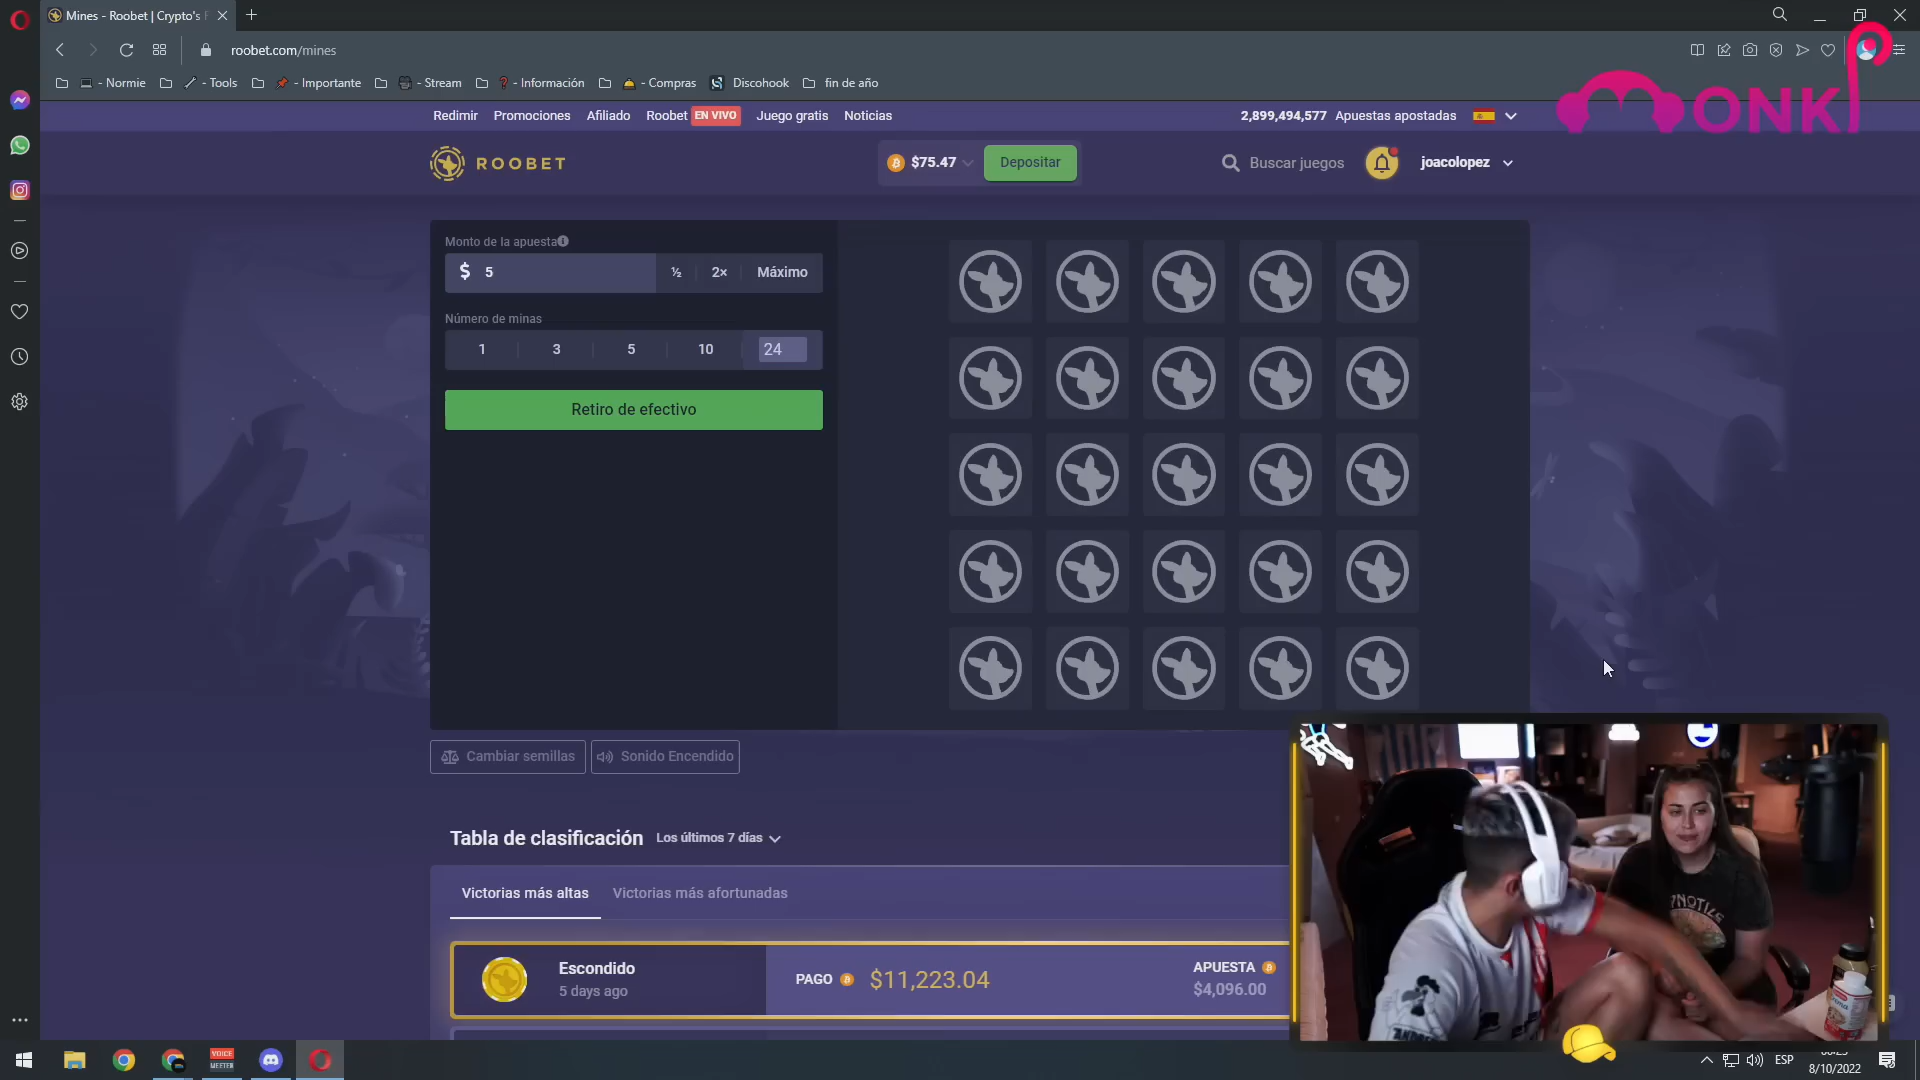 Mines - Roobet | Crypto's F
roobet.com/mines
- Normie
- Tools
- Importante
- Stream
- Información
- Compras
Discohook
fin de año
MONKI
Redimir
Promociones
Afiliado
Roobet EN VIVO
Juego gratis
Noticias
2,899,494,577 Apuestas apostadas
ROOBET
$75.47
Depositar
Buscar juegos
joacolopez
Monto de la apuesta
$ 5
½
2×
Máximo
Número de minas
1
3
5
10
24
Retiro de efectivo
Cambiar semillas
Sonido Encendido
Tabla de clasificación
Los últimos 7 días
Victorias más altas
Victorias más afortunadas
Escondido
5 days ago
PAGO
$11,223.04
APUESTA
$4,096.00
VOICE
MEETER
ESP
8/10/2022